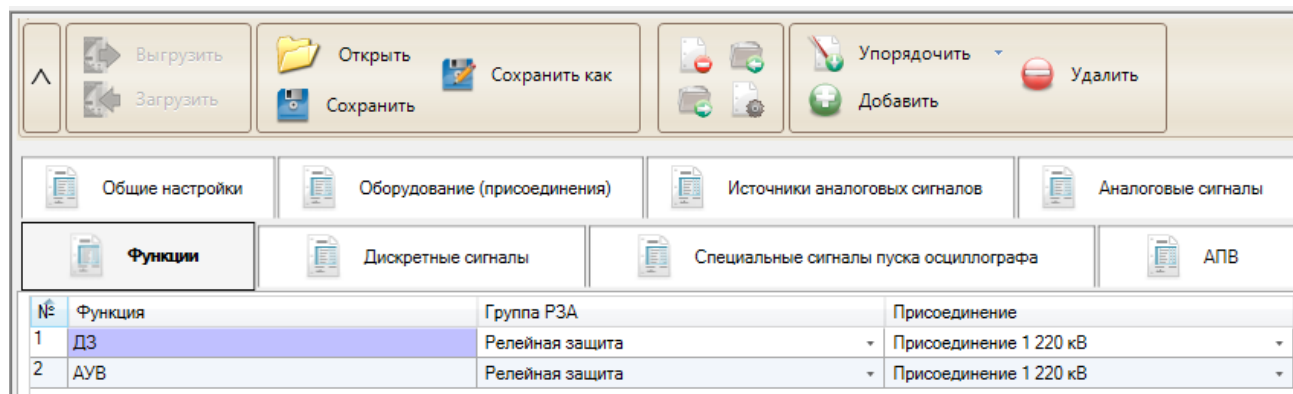 Выгрузить
Загрузить
Открыть
Сохранить
Сохранить как
Упорядочить
Добавить
Удалить
Общие настройки
Оборудование (присоединения)
Источники аналоговых сигналов
Аналоговые сигналы
Функции
Дискретные сигналы
Специальные сигналы пуска осциллографа
АПВ
№ Функция Группа РЗА Присоединение
1 ДЗ Релейная защита Присоединение 1 220 кВ
2 АУВ Релейная защита Присоединение 1 220 кВ